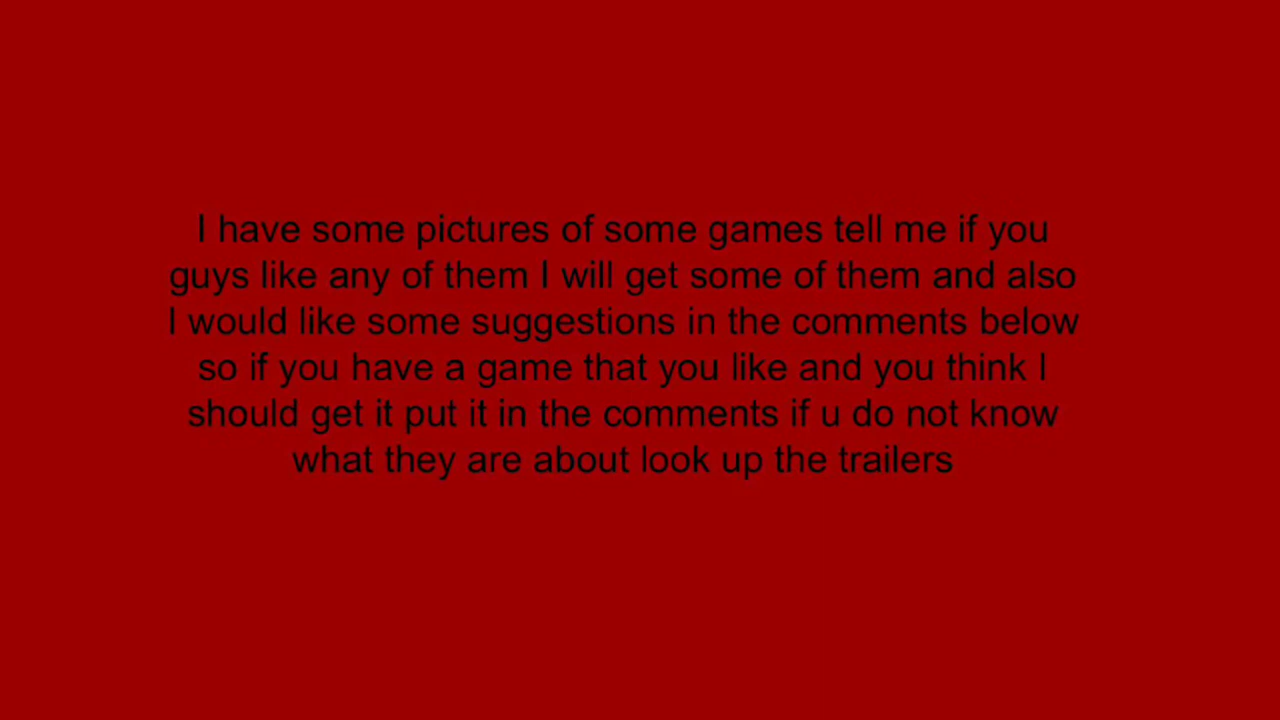 I have some pictures of some games tell me if you
guys like any of them I will get some of them and also
I would like some suggestions in the comments below
so if you have a game that you like and you think I
should get it put it in the comments if u do not know
what they are about look up the trailers